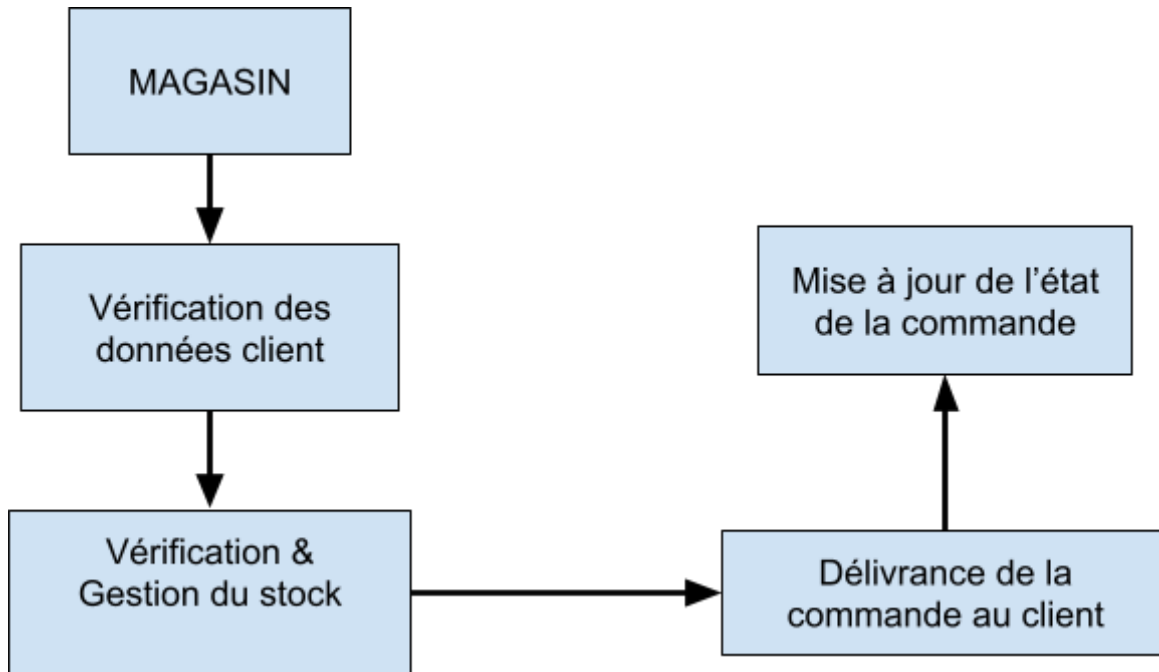 MAGASIN
Vérification des
données client
Vérification &
Gestion du stock
Mise à jour de l’état
de la commande
Délivrance de la
commande au client